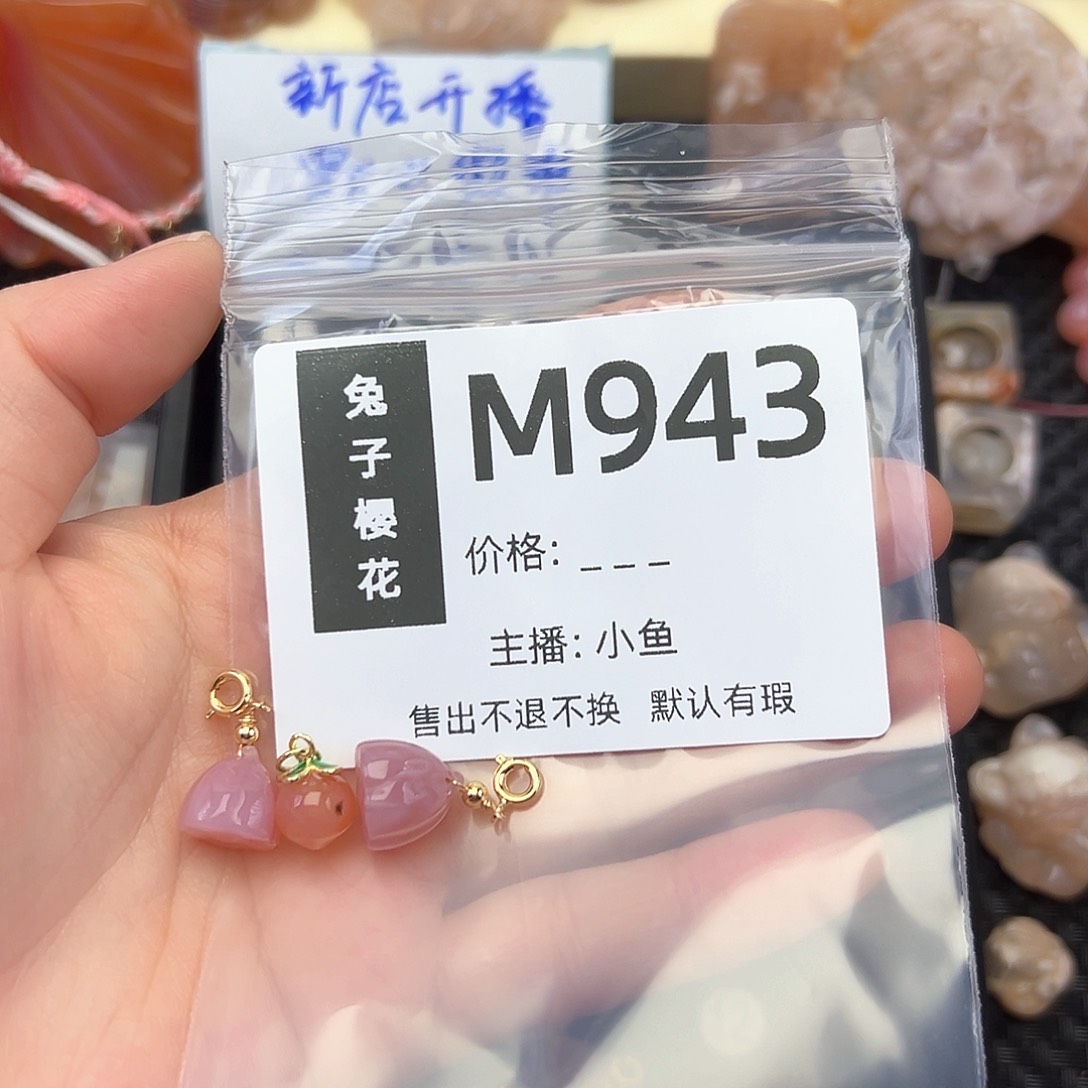 新店开播
兔子樱花
M943
价格: _ _ _
主播: 小鱼
售出不退不换 默认有瑕